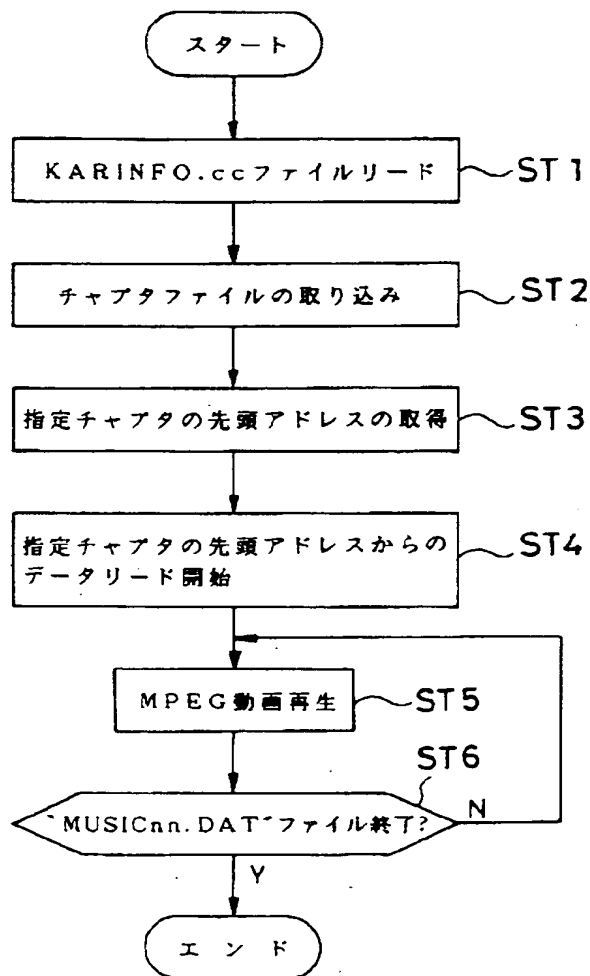 スタート
KARINFO.ccファイルリード
ST1
チャプタファイルの取り込み
ST2
指定チャプタの先頭アドレスの取得
ST3
指定チャプタの先頭アドレスからの
データリード開始
ST4
MPEG動画再生
ST5
ST6
"MUSICnn.DAT"ファイル終了?
N
Y
エンド